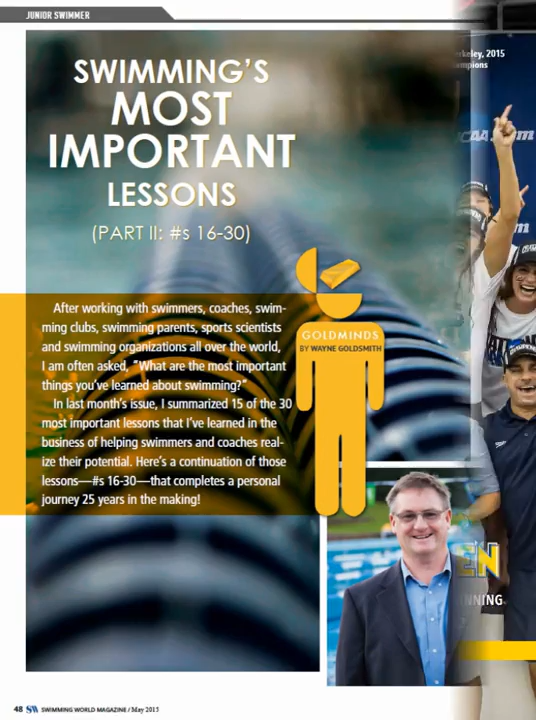 JUNIOR SWIMMER
SWIMMING'S
MOST
IMPORTANT
LESSONS
(PART II: #s 16-30)
After working with swimmers, coaches, swim-
ming clubs, swimming parents, sports scientists
and swimming organizations all over the world,
I am often asked, "What are the most important
things you've learned about swimming?"
In last month's issue, I summarized 15 of the 30
most important lessons that I've learned in the
business of helping swimmers and coaches real-
ize their potential. Here's a continuation of those
lessons—#s 16-30—that completes a personal
journey 25 years in the making!
GOLDMINDS
BY WAYNE GOLDSMITH
2015
NCAA
EN
NNING
48 SW SWIMMING WORLD MAGAZINE / May 2015